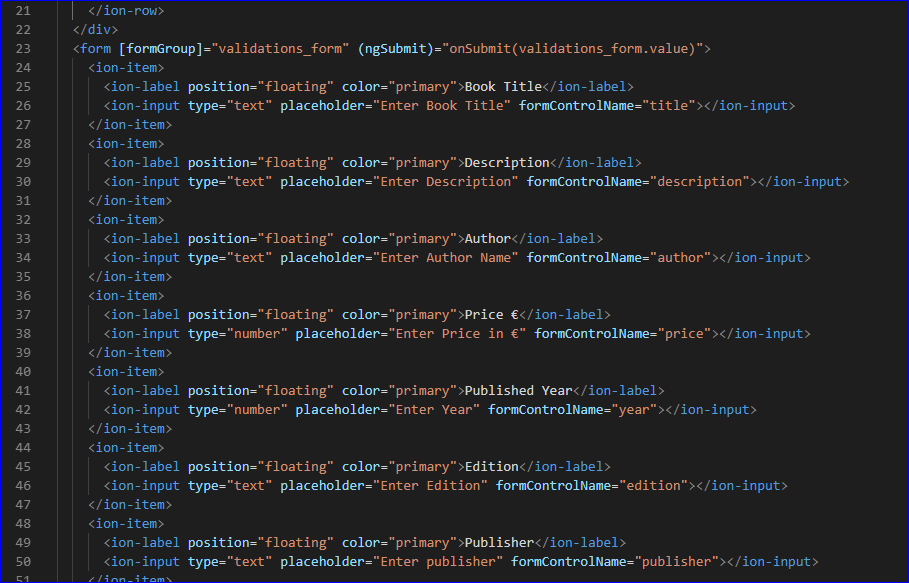 21 </ion-row>
22 </div>
23 <form [formGroup]="validations_form" (ngSubmit)="onSubmit(validations_form.value)">
24 <ion-item>
25 <ion-label position="floating" color="primary">Book Title</ion-label>
26 <ion-input type="text" placeholder="Enter Book Title" formControlName="title"></ion-input>
27 </ion-item>
28 <ion-item>
29 <ion-label position="floating" color="primary">Description</ion-label>
30 <ion-input type="text" placeholder="Enter Description" formControlName="description"></ion-input>
31 </ion-item>
32 <ion-item>
33 <ion-label position="floating" color="primary">Author</ion-label>
34 <ion-input type="text" placeholder="Enter Author Name" formControlName="author"></ion-input>
35 </ion-item>
36 <ion-item>
37 <ion-label position="floating" color="primary">Price €</ion-label>
38 <ion-input type="number" placeholder="Enter Price in €" formControlName="price"></ion-input>
39 </ion-item>
40 <ion-item>
41 <ion-label position="floating" color="primary">Published Year</ion-label>
42 <ion-input type="number" placeholder="Enter Year" formControlName="year"></ion-input>
43 </ion-item>
44 <ion-item>
45 <ion-label position="floating" color="primary">Edition</ion-label>
46 <ion-input type="text" placeholder="Enter Edition" formControlName="edition"></ion-input>
47 </ion-item>
48 <ion-item>
49 <ion-label position="floating" color="primary">Publisher</ion-label>
50 <ion-input type="text" placeholder="Enter publisher" formControlName="publisher"></ion-input>
51 </ion-item>